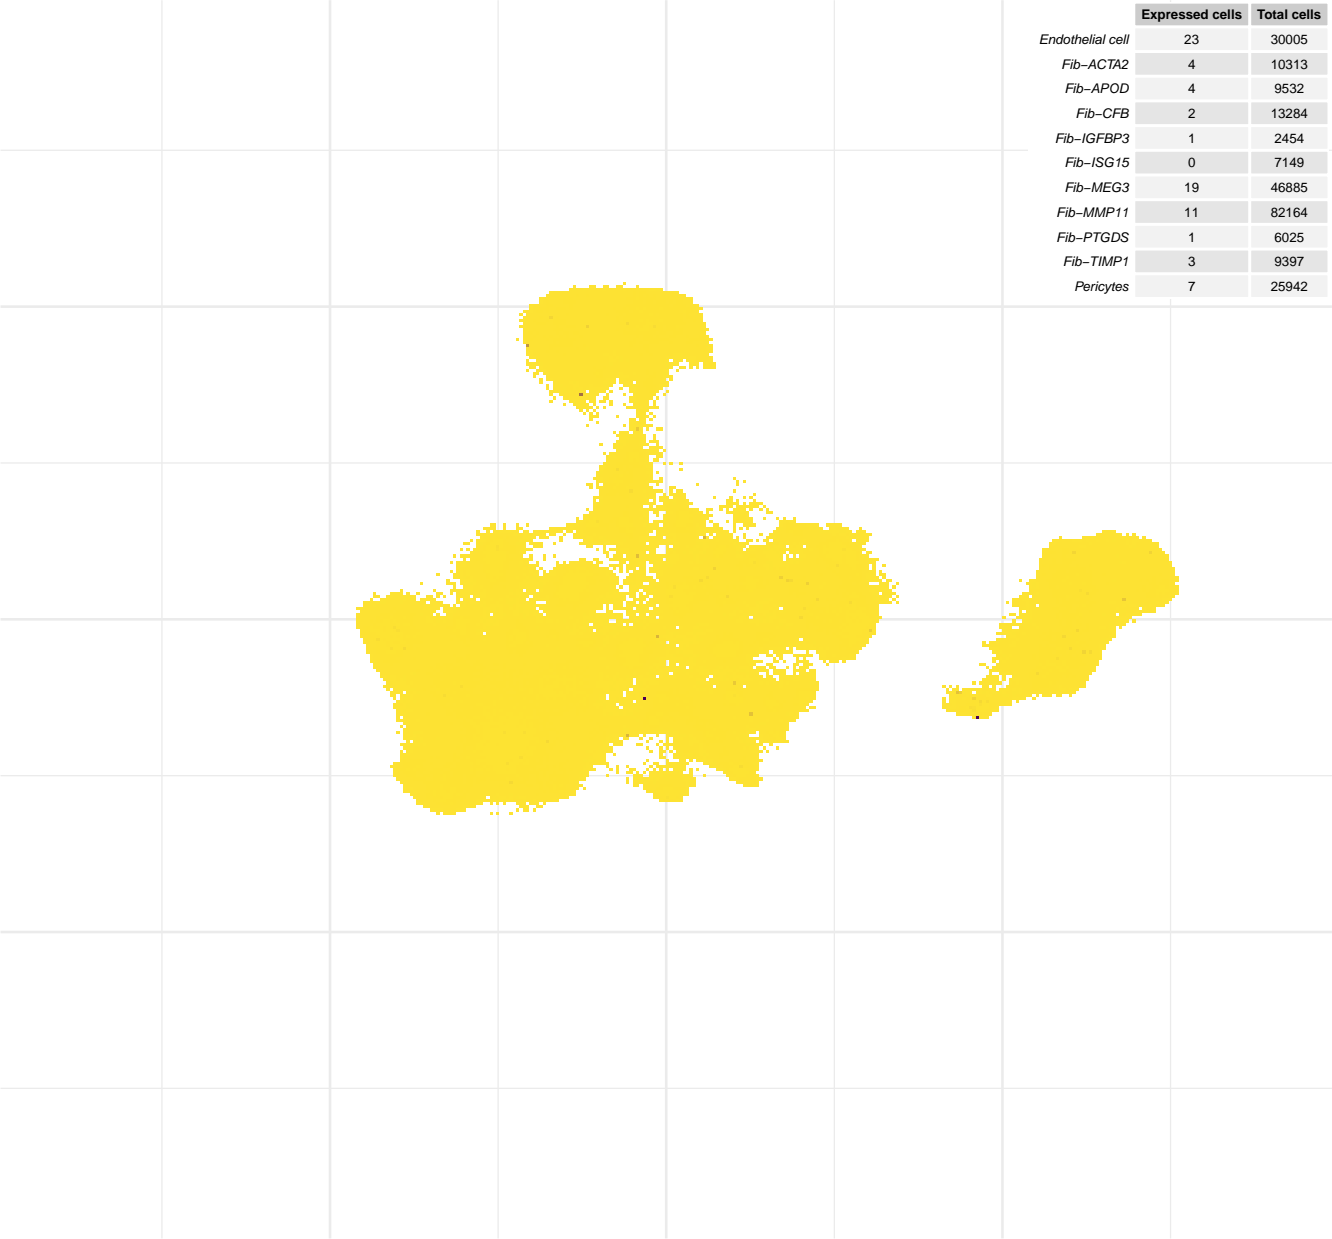 Expressed cells Total cells
Endothelial cell 23 30005
Fib−ACTA2 4 10313
Fib−APOD 4 9532
Fib−CFB 2 13284
Fib−IGFBP3 1 2454
Fib−ISG15 0 7149
Fib−MEG3 19 46885
Fib−MMP11 11 82164
Fib−PTGDS 1 6025
Fib−TIMP1 3 9397
Pericytes 7 25942